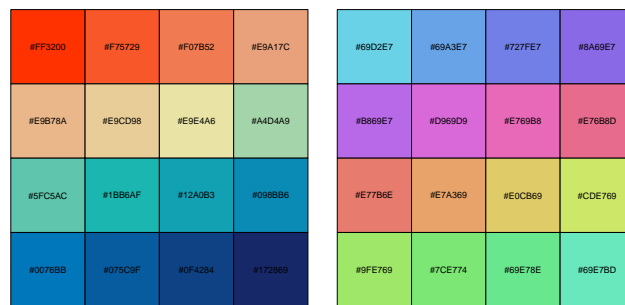 #FF3200 #F75729 #F07B52 #E9A17C #69D2E7 #69A3E7 #727FE7 #8A69E7
#E9B78A #E9CD98 #E9E4A6 #A4D4A9 #B869E7 #D969D9 #E769B8 #E76B8D
#5FC5AC #1BB6AF #12A0B3 #098BB6 #E77B6E #E7A369 #E0CB69 #CDE769
#0076BB #075C9F #0F4284 #172869 #9FE769 #7CE774 #69E78E #69E7BD